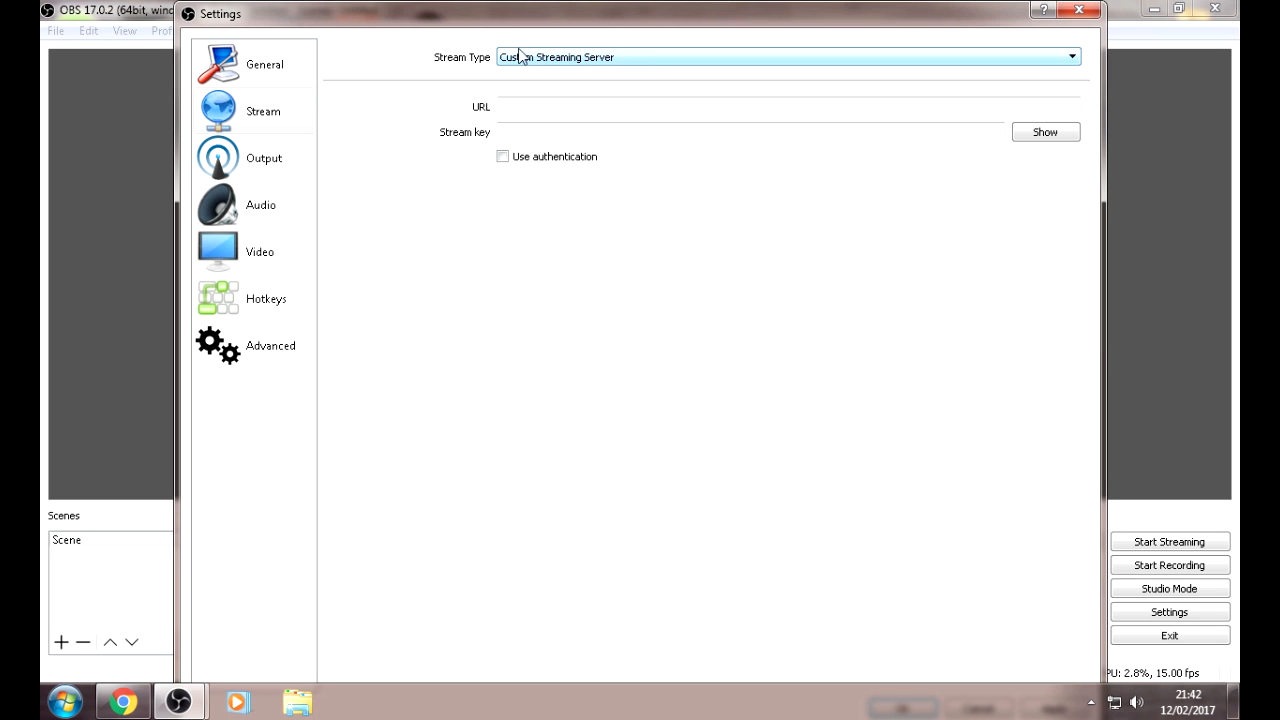 OBS 17.0.2 (64bit, wind
Settings
File Edit View Prof
General
Stream
Output
Audio
Video
Hotkeys
Advanced
Stream Type Custom Streaming Server
URL
Stream key Show
Use authentication
Scenes
Scene
Start Streaming
Start Recording
Studio Mode
Settings
Exit
PU: 2.8%, 15.00 fps
21:42
12/02/2017